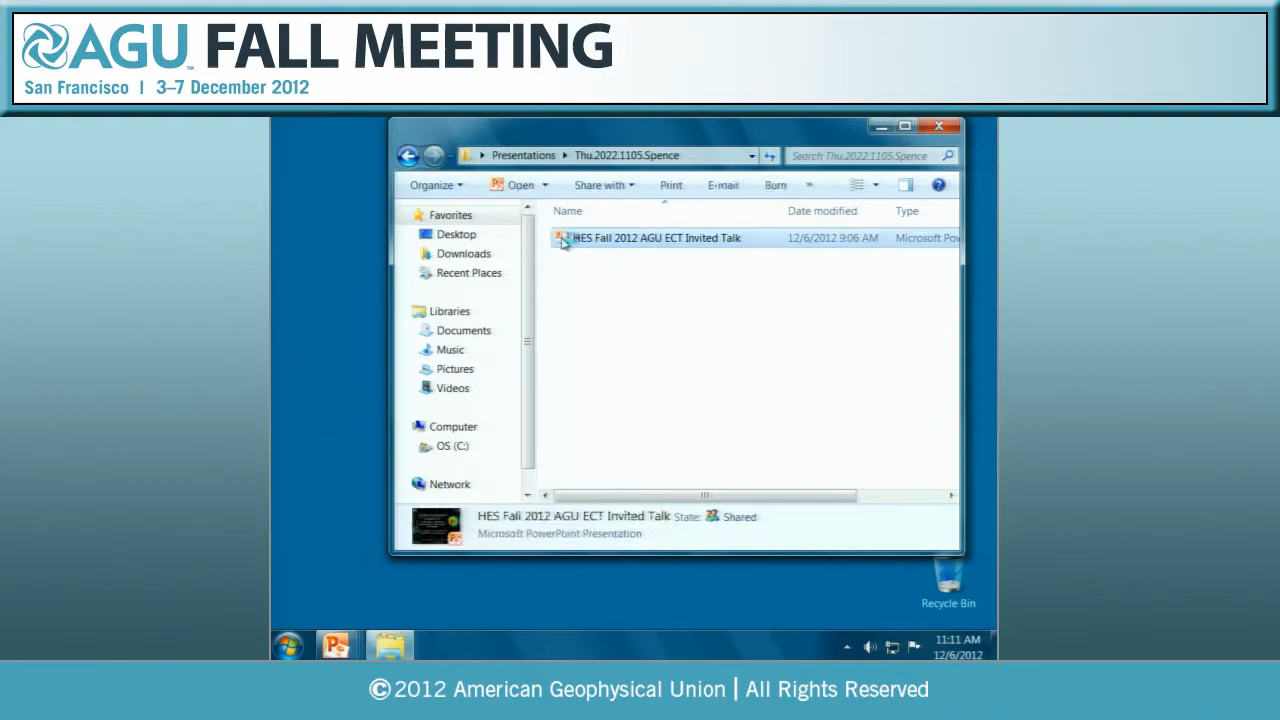 AGU™ FALL MEETING
San Francisco | 3–7 December 2012
Presentations Thu.2022.1105.Spence Search Thu.2022.1105.Spence
Organize Open Share with Print E-mail Burn »
Name Date modified Type
Favorites
HES Fall 2012 AGU ECT Invited Talk 12/6/2012 9:06 AM Microsoft Pow
Desktop
Downloads
Recent Places
Libraries
Documents
Music
Pictures
Videos
Computer
OS (C:)
Network
HES Fall 2012 AGU ECT Invited Talk State: Shared
Microsoft PowerPoint Presentation
Recycle Bin
11:11 AM
12/6/2012
©2012 American Geophysical Union | All Rights Reserved